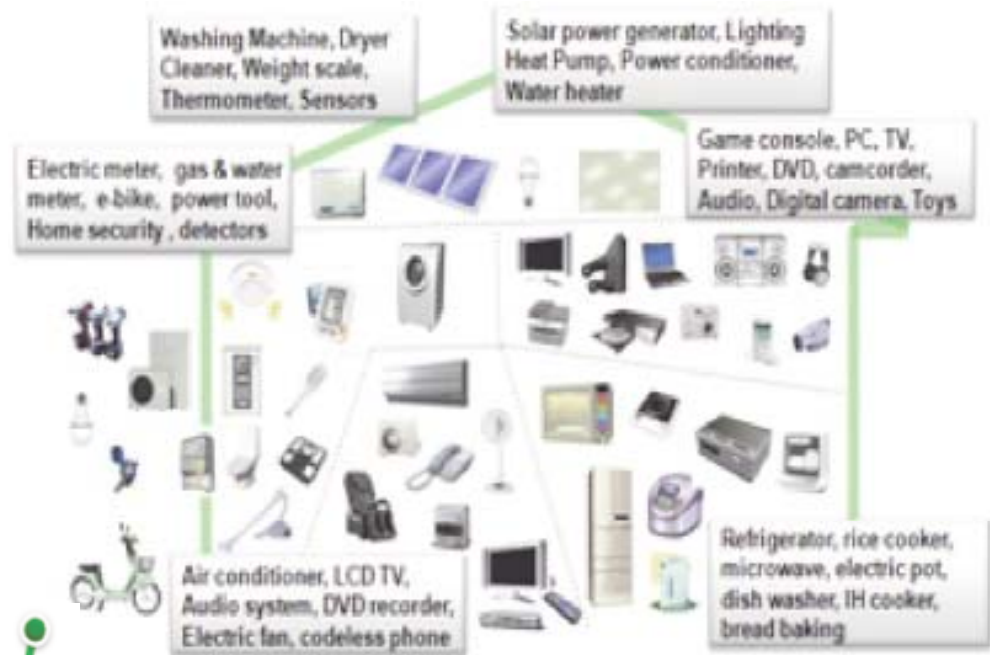 Washing Machine, Dryer
Cleaner, Weight scale,
Thermometer, Sensors
Solar power generator, Lighting
Heat Pump, Power conditioner,
Water heater
Game console, PC, TV,
Printer, DVD, camcorder,
Audio, Digital camera, Toys
Electric meter, gas & water
meter, e-bike, power tool,
Home security , detectors
Air conditioner, LCD TV,
Audio system, DVD recorder,
Electric fan, codeless phone
Refrigerator, rice cooker,
microwave, electric pot,
dish washer, IH cooker,
bread baking